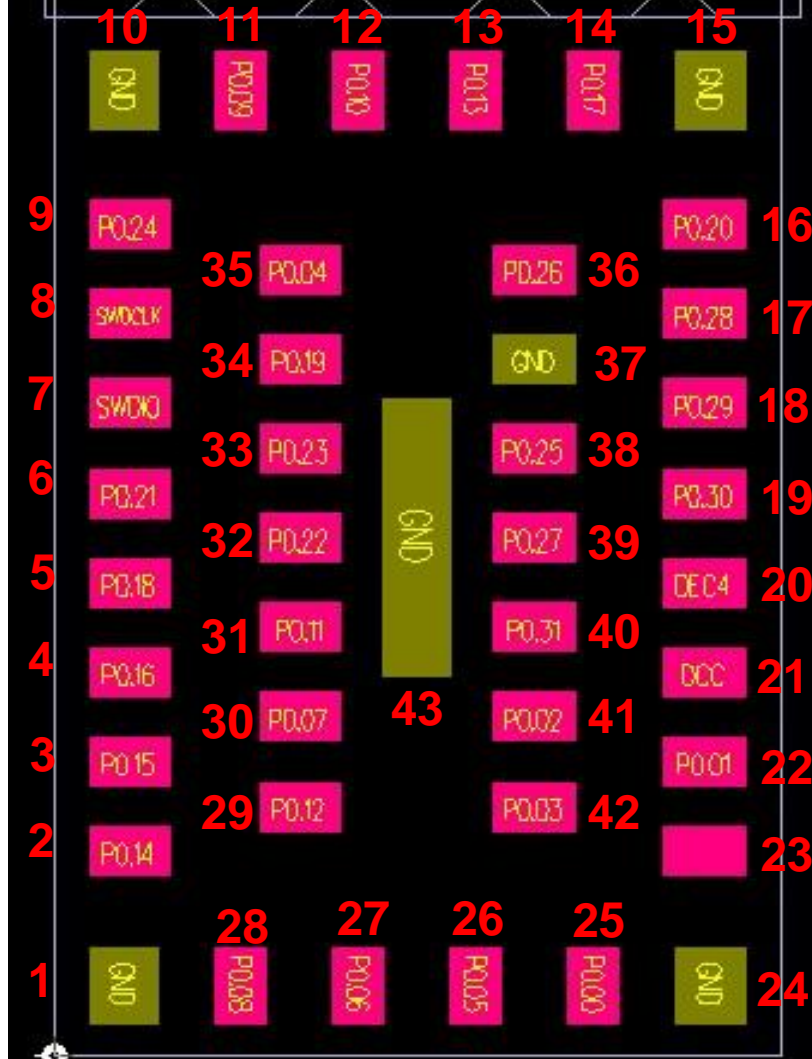 10 11 12 13 14 15
GND P0.09 P0.10 P0.13 P0.17 GND
9 P0.24 P0.20 16
35 P0.04 P0.26 36
8 SWDCLK P0.28 17
34 P0.19 GND 37
7 SWDIO P0.29 18
33 P0.23 P0.25 38
6 P0.21 P0.30 19
32 P0.22 GND P0.27 39
5 P0.18 DEC4 20
31 P0.11 P0.31 40
4 P0.16 DCC 21
30 P0.07 43 P0.02 41
3 P0 15 P0.01 22
29 P0.12 P0.03 42
2 P0.14 23
28 27 26 25
1 GND P0.08 P0.06 P0.05 P0.00 GND 24